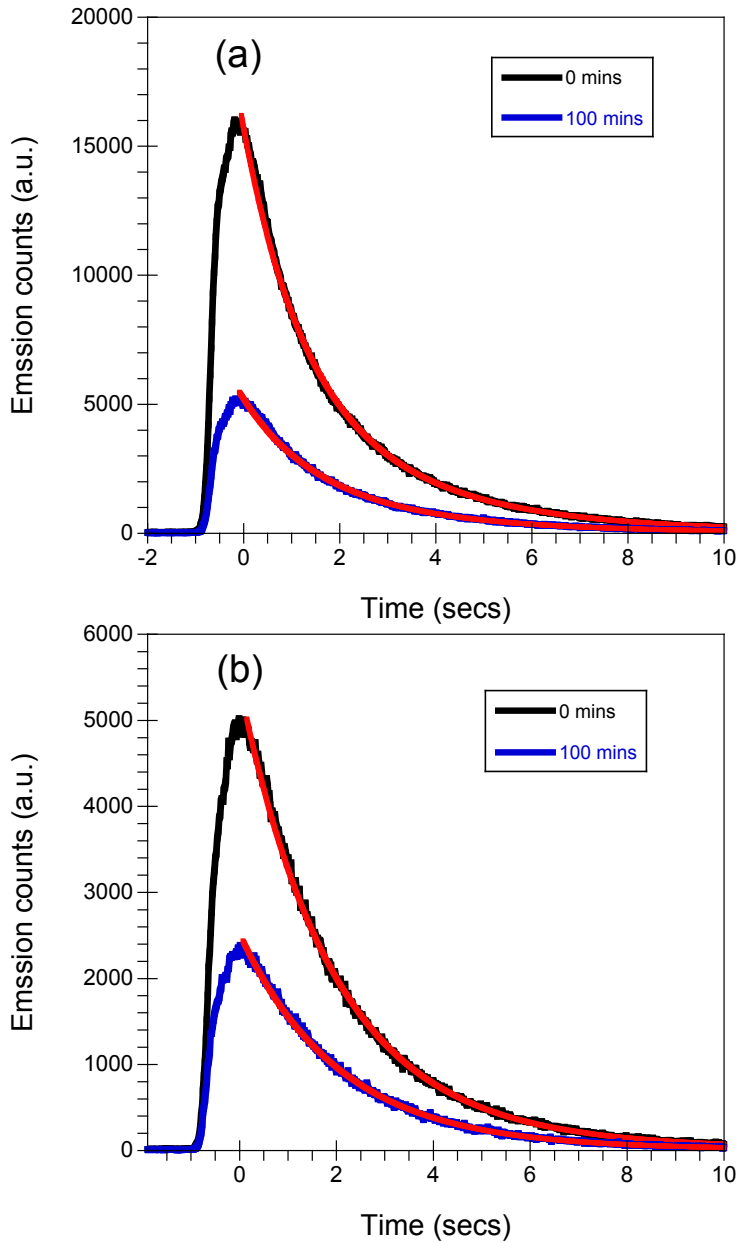 (a)
20000
15000
10000
5000
0
Emssion counts (a.u.)
0 mins
100 mins
-2 0 2 4 6 8 10
Time (secs)
(b)
6000
5000
4000
3000
2000
1000
0
Emssion counts (a.u.)
0 mins
100 mins
0 2 4 6 8 10
Time (secs)